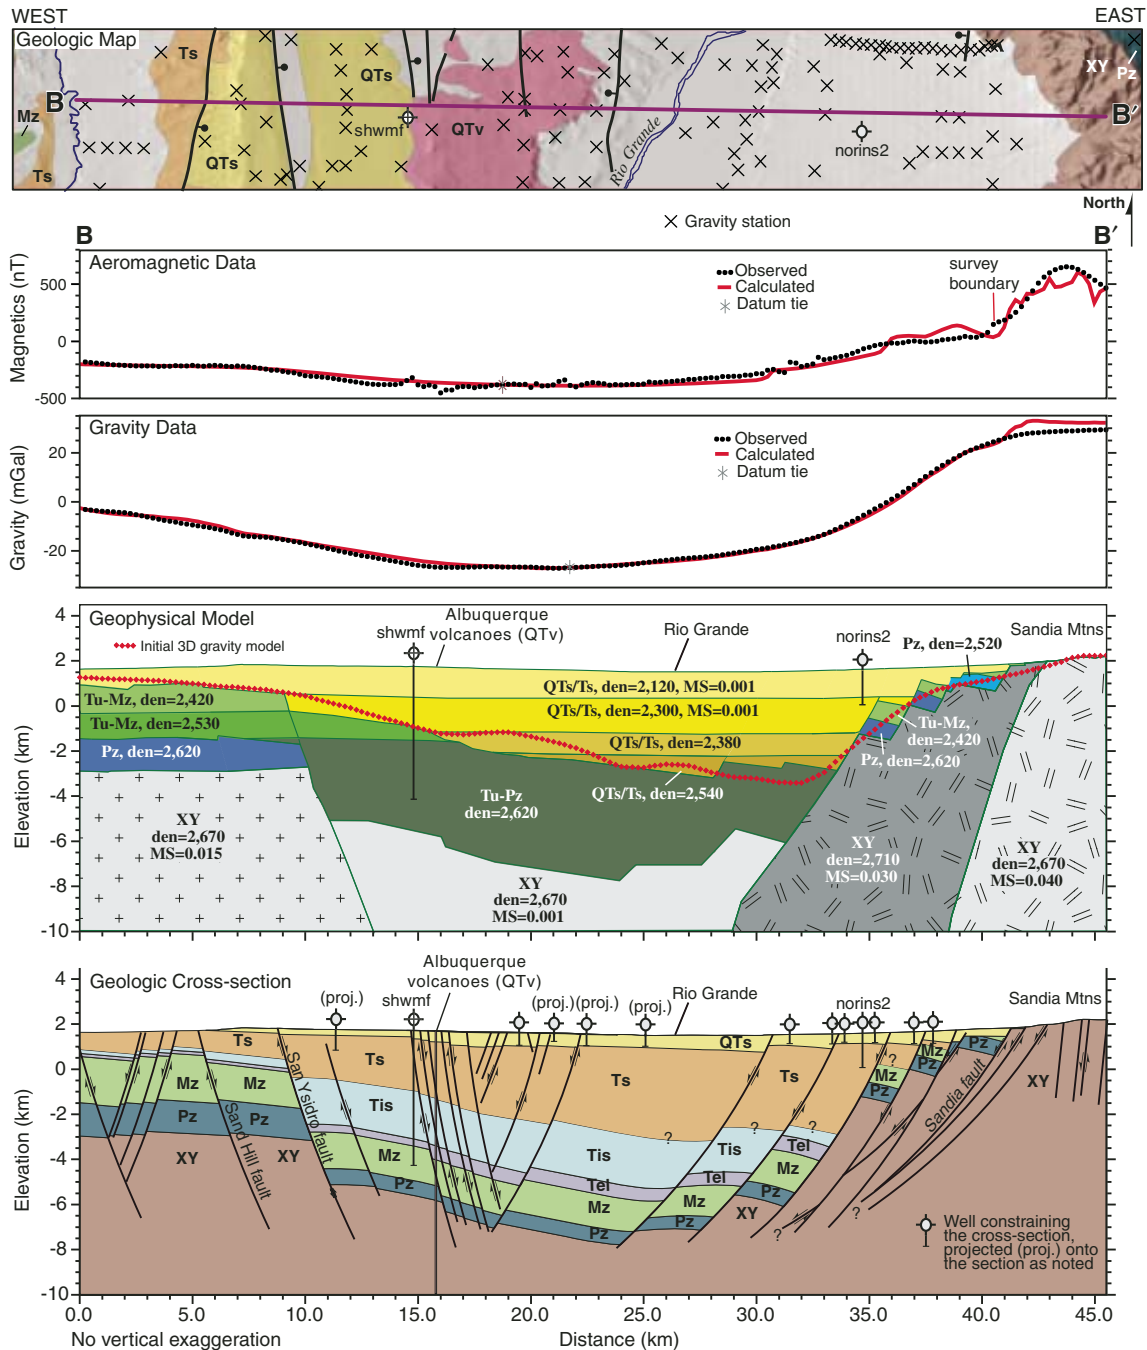 WEST
EAST
Geologic Map
Ts
QTs
XY
Pz
B
B′
Mz
shwmf
QTv
norins2
Rio Grande
QTs
Ts
North
Gravity station
B
B′
Aeromagnetic Data
Observed
Calculated
Datum tie
survey
boundary
Magnetics (nT)
500
0
-500
Gravity Data
Observed
Calculated
Datum tie
Gravity (mGal)
20
0
-20
Geophysical Model
Initial 3D gravity model
shwmf
Albuquerque
volcanoes (QTv)
Rio Grande
norins2
Pz, den=2,520
Sandia Mtns
Elevation (km)
4
2
0
-2
-4
-6
-8
-10
QTs/Ts, den=2,120, MS=0.001
Tu-Mz, den=2,420
QTs/Ts, den=2,300, MS=0.001
Tu-Mz,
den=2,420
Tu-Mz, den=2,530
QTs/Ts, den=2,380
Pz, den=2,620
Pz, den=2,620
QTs/Ts, den=2,540
Tu-Pz
den=2,620
XY
den=2,670
MS=0.015
XY
den=2,670
MS=0.001
XY
den=2,710
MS=0.030
XY
den=2,670
MS=0.040
Geologic Cross-section
Albuquerque
volcanoes (QTv)
(proj.)
shwmf
(proj.)
(proj.)
(proj.)
Rio Grande
norins2
Sandia Mtns
Elevation (km)
4
2
0
-2
-4
-6
-8
-10
Ts
Ts
Ts
QTs
Ts
?
Mz
Pz
Pz
Mz
Mz
Mz
Pz
XY
San Ysidro fault
Sand Hill fault
Sandia fault
Tis
Pz
Pz
?
?
?
Tis
Tis
Tel
XY
XY
Mz
Tel
Tel
Mz
Pz
Mz
Mz
Pz
Pz
Pz
XY
?
?
Well constraining
the cross-section,
projected (proj.) onto
the section as noted
0.0
5.0
10.0
15.0
20.0
25.0
30.0
35.0
40.0
45.0
No vertical exaggeration
Distance (km)